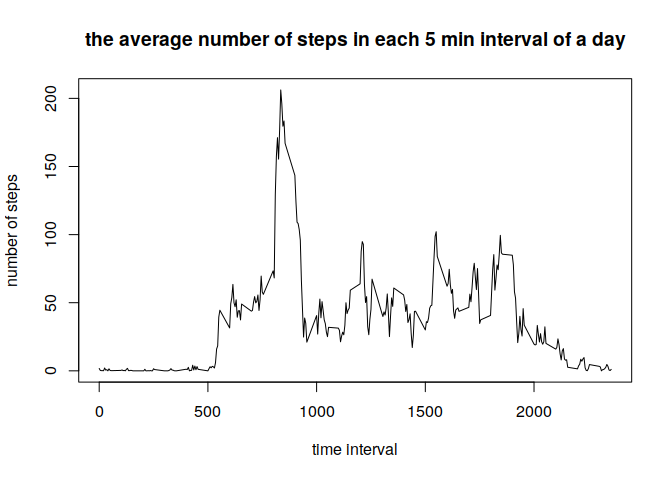 the average number of steps in each 5 min interval of a day
number of steps
200
150
100
50
0
0 500 1000 1500 2000
time interval